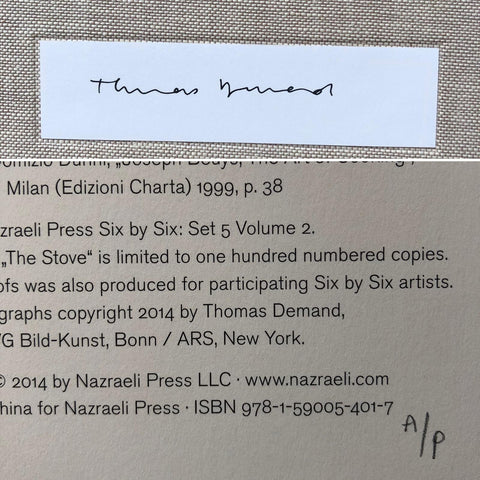 Thomas Demand
Milan (Edizioni Charta) 1999, p. 38
zraeli Press Six by Six: Set 5 Volume 2.
„The Stove“ is limited to one hundred numbered copies.
ofs was also produced for participating Six by Six artists.
graphs copyright 2014 by Thomas Demand,
G Bild-Kunst, Bonn / ARS, New York.
© 2014 by Nazraeli Press LLC · www.nazraeli.com
hina for Nazraeli Press · ISBN 978-1-59005-401-7
A/P